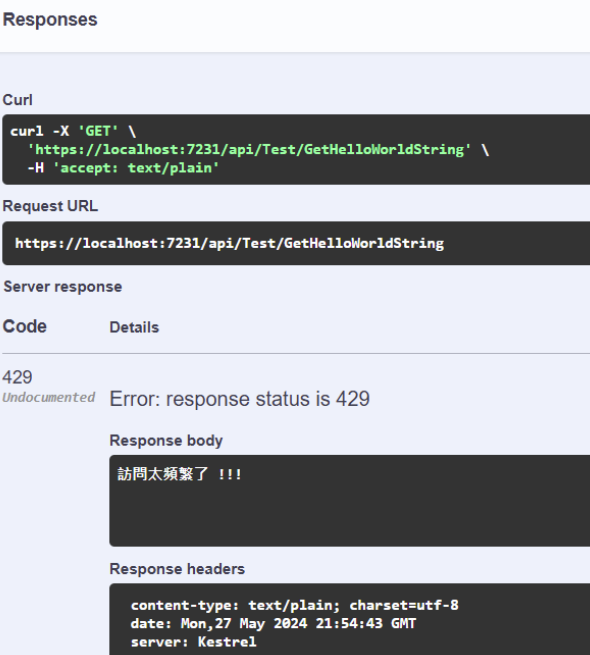 Responses
Curl
curl -X 'GET' \
'https://localhost:7231/api/Test/GetHelloWorldString' \
-H 'accept: text/plain'
Request URL
https://localhost:7231/api/Test/GetHelloWorldString
Server response
Code Details
429
Undocumented
Error: response status is 429
Response body
訪問太頻繁了 !!!
Response headers
content-type: text/plain; charset=utf-8
date: Mon,27 May 2024 21:54:43 GMT
server: Kestrel